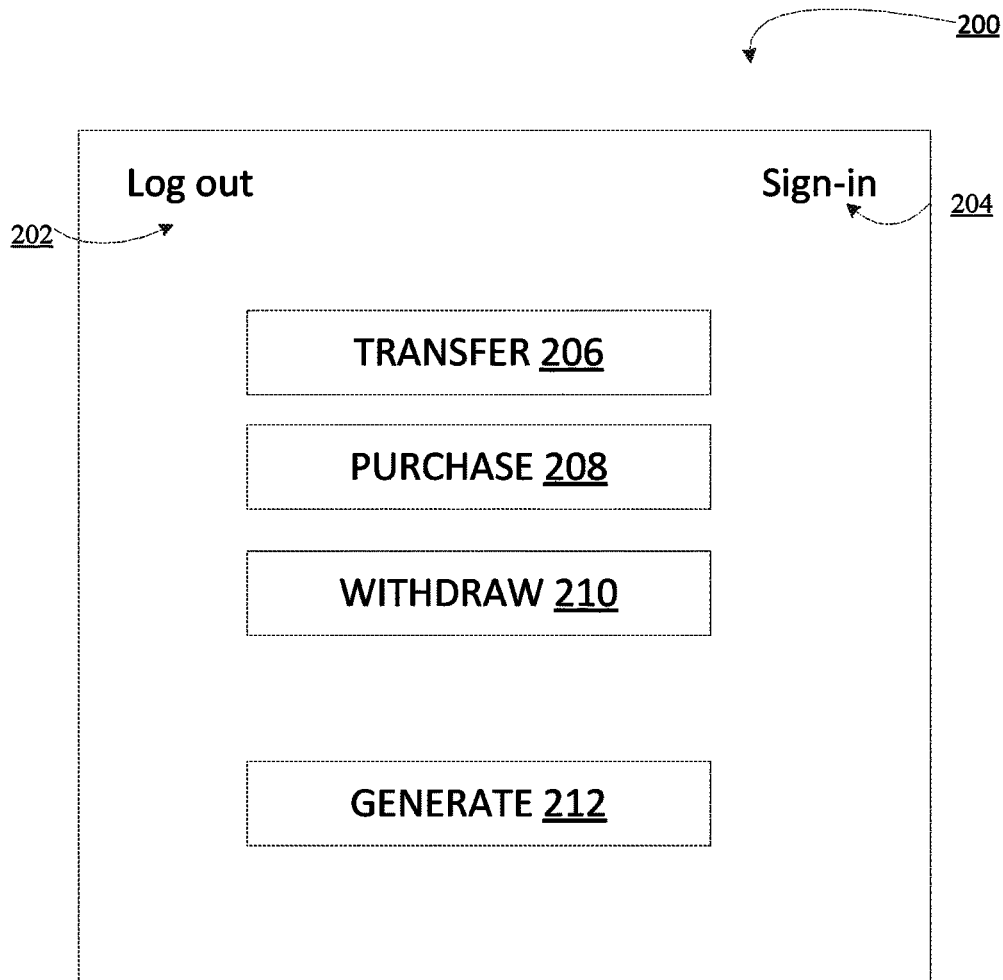 200
Log out
Sign-in
202
204
TRANSFER 206
PURCHASE 208
WITHDRAW 210
GENERATE 212